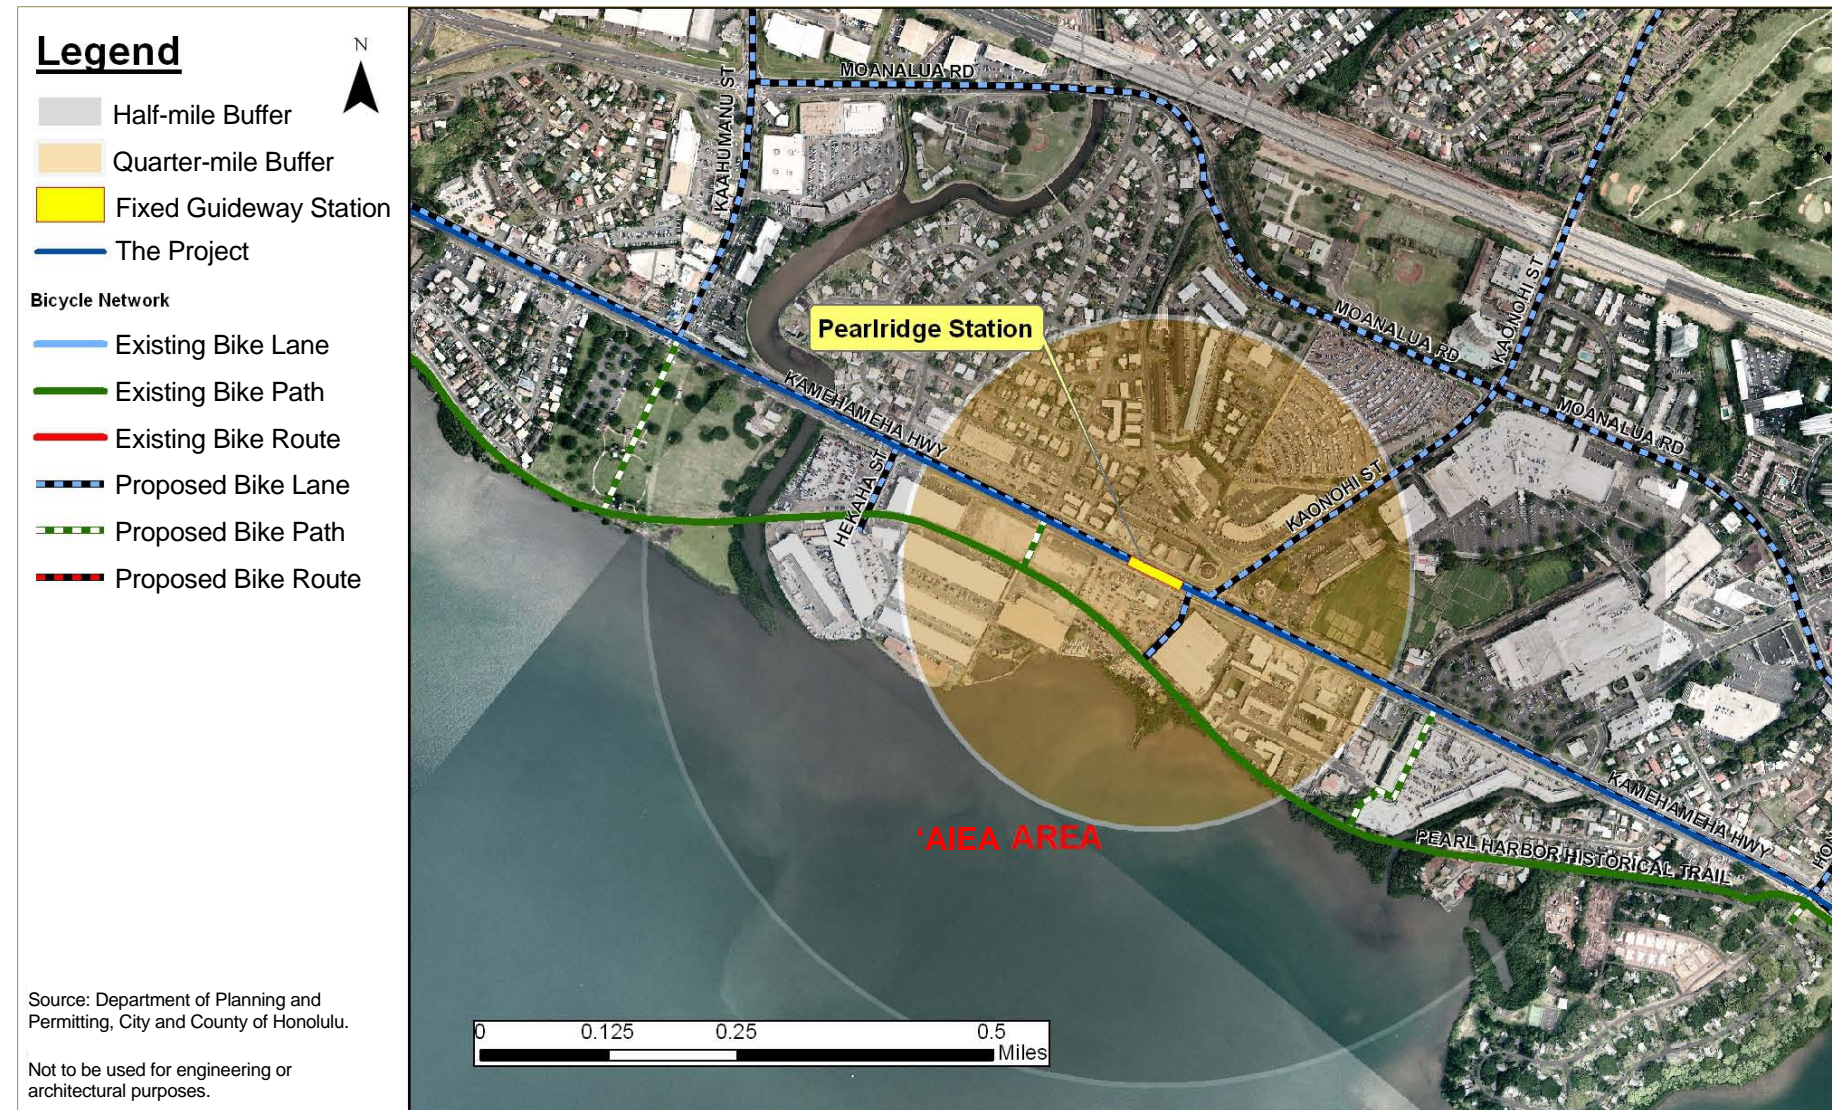 Legend
N
Half-mile Buffer
Quarter-mile Buffer
Fixed Guideway Station
The Project
Bicycle Network
Existing Bike Lane
Existing Bike Path
Existing Bike Route
Proposed Bike Lane
Proposed Bike Path
Proposed Bike Route
Source: Department of Planning and
Permitting, City and County of Honolulu.
Not to be used for engineering or
architectural purposes.
MOANALUA RD
KAAHUMANU ST
KAONOHI ST
Pearlridge Station
MOANALUA RD
KAMEHAMEHA HWY
MOANALUA RD
HEKAHA ST
KAONOHI ST
KAMEHAMEHA HWY
'AIEA AREA
PEARL HARBOR HISTORICAL TRAIL
0 0.125 0.25 0.5
Miles